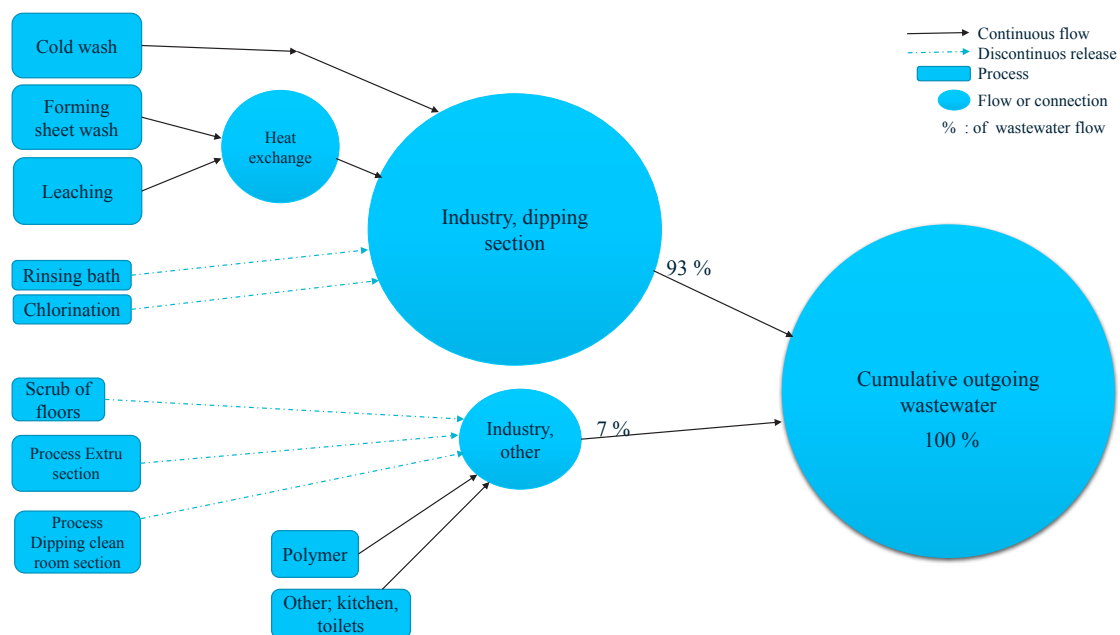 Cold wash
Forming
sheet wash
Leaching
Heat
exchange
Rinsing bath
Chlorination
Industry, dipping
section
93 %
Scrub of
floors
Process Extru
section
Process
Dipping clean
room section
Industry,
other
7 %
Polymer
Other; kitchen,
toilets
Cumulative outgoing
wastewater
100 %
Continuous flow
Discontinuos release
Process
Flow or connection
% : of wastewater flow